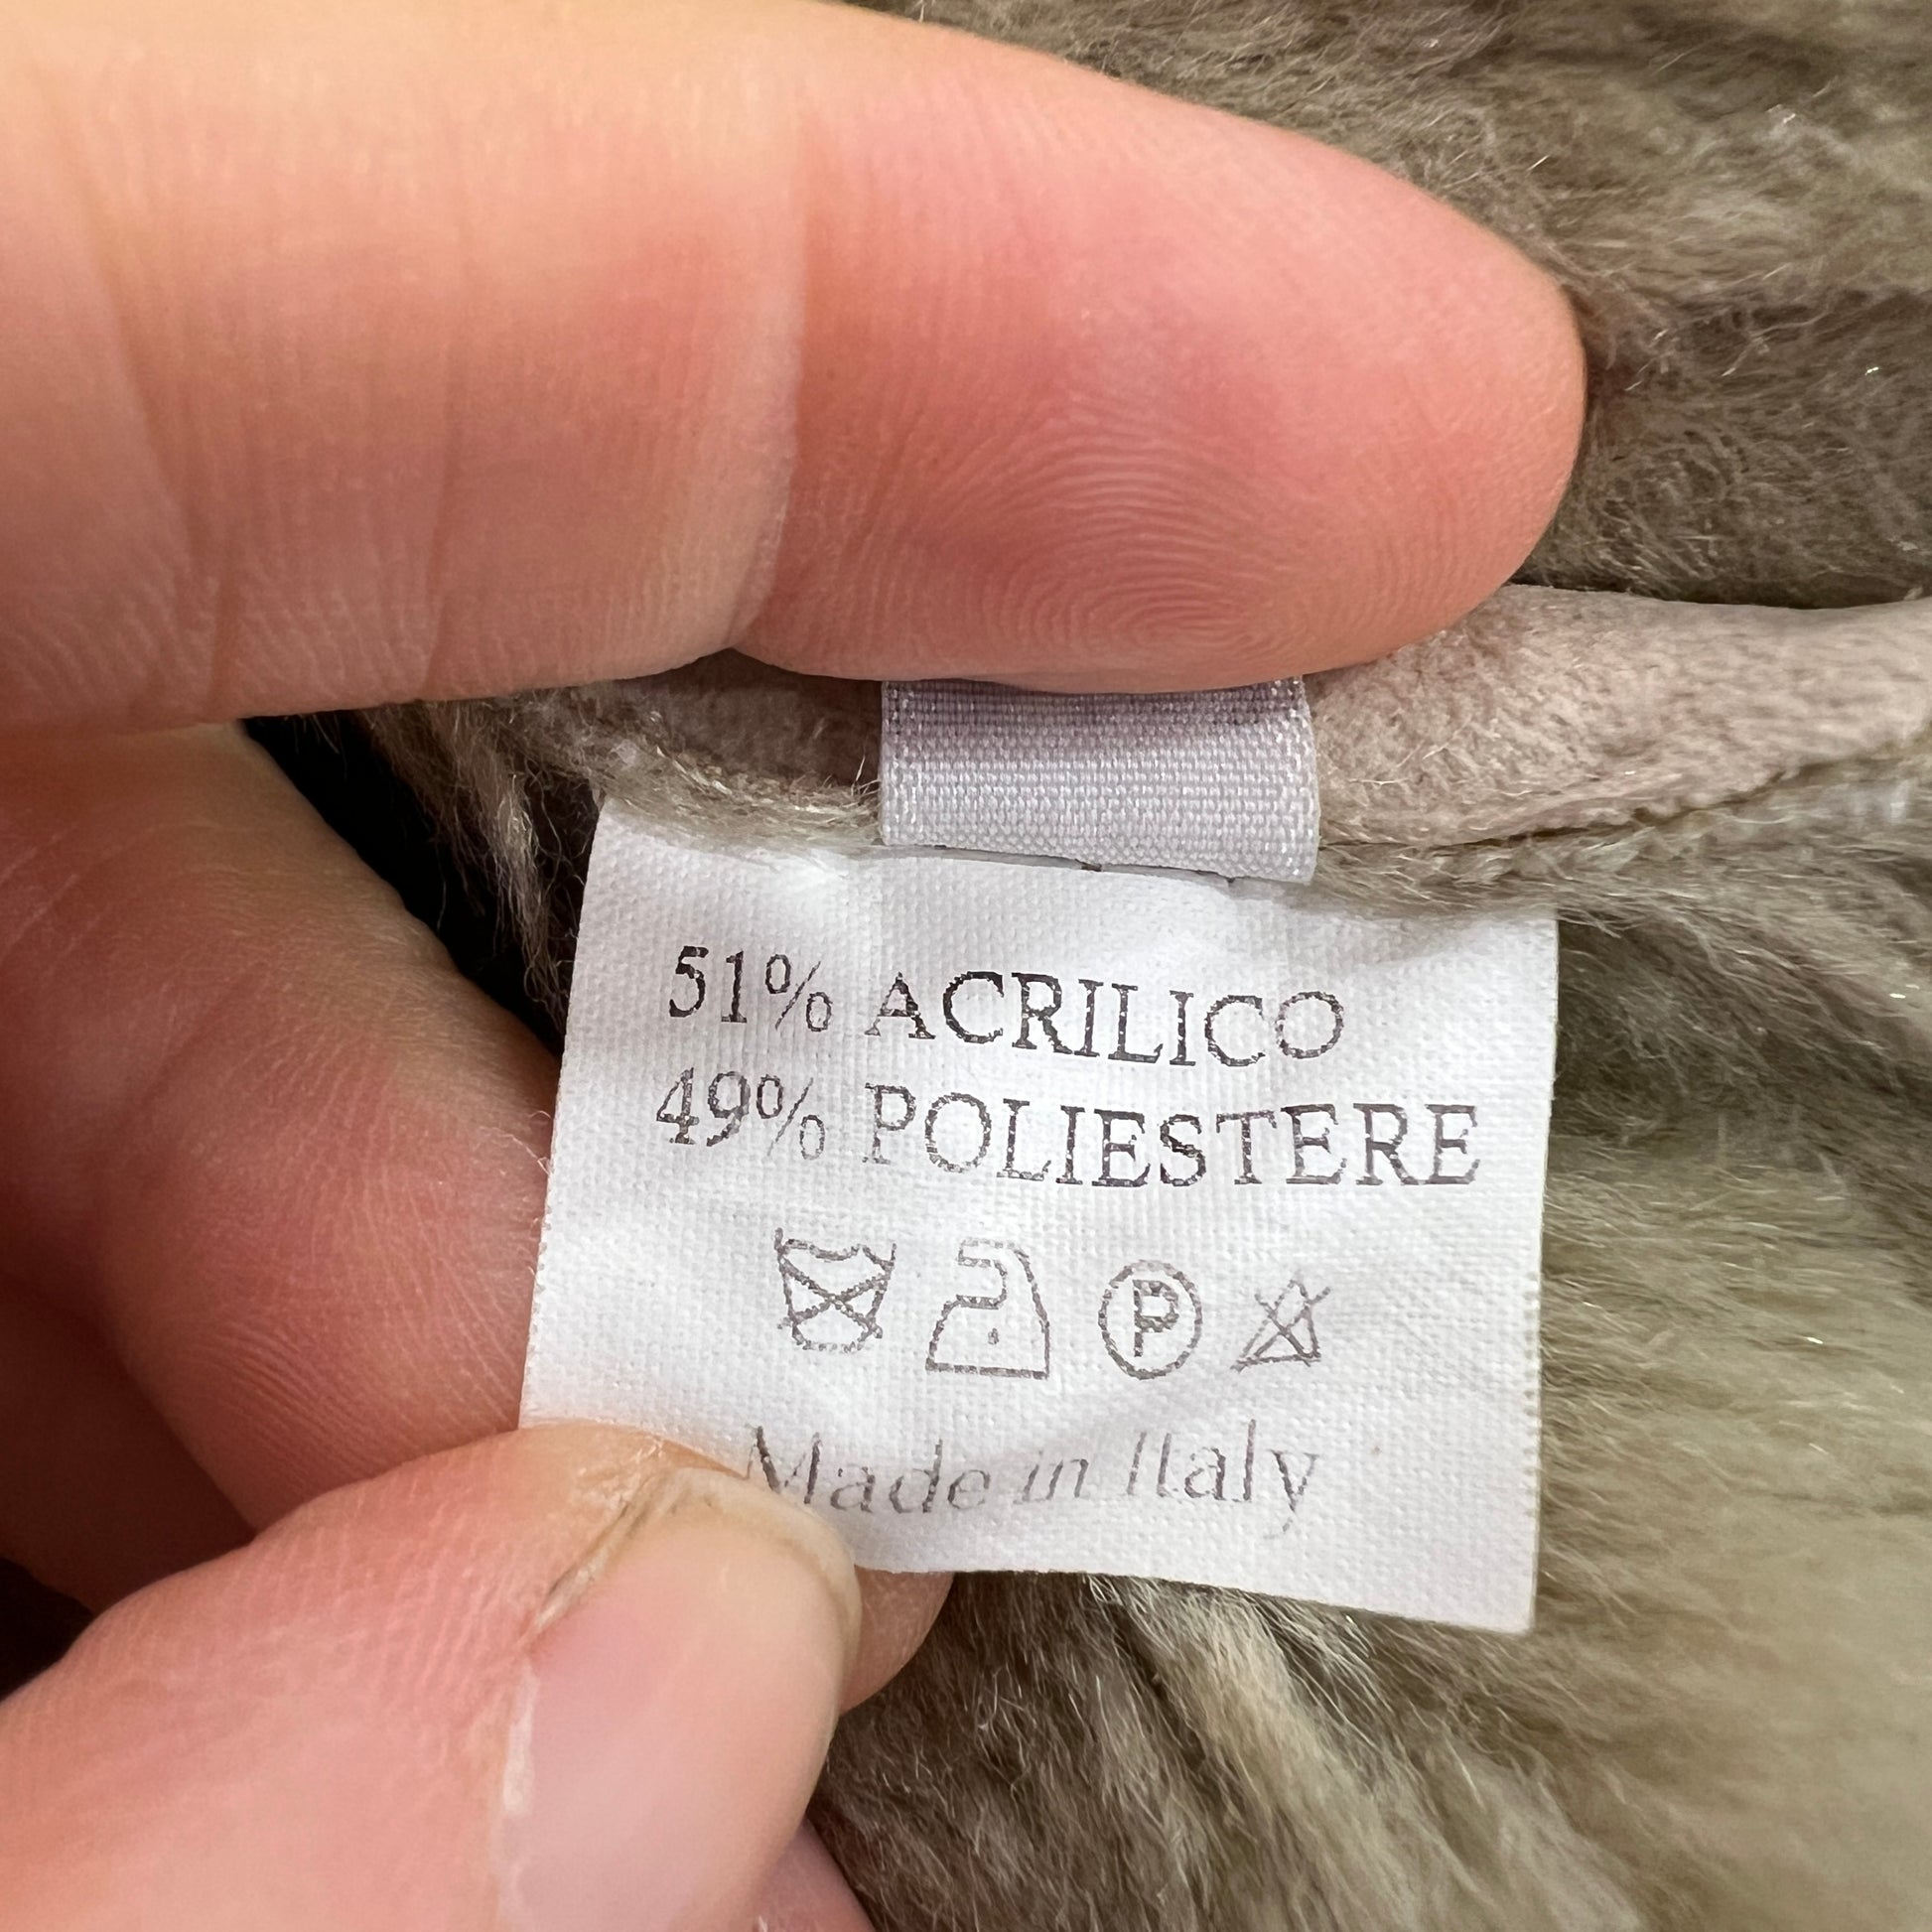 51% ACRILICO
49% POLIESTERE
P
Made in Italy